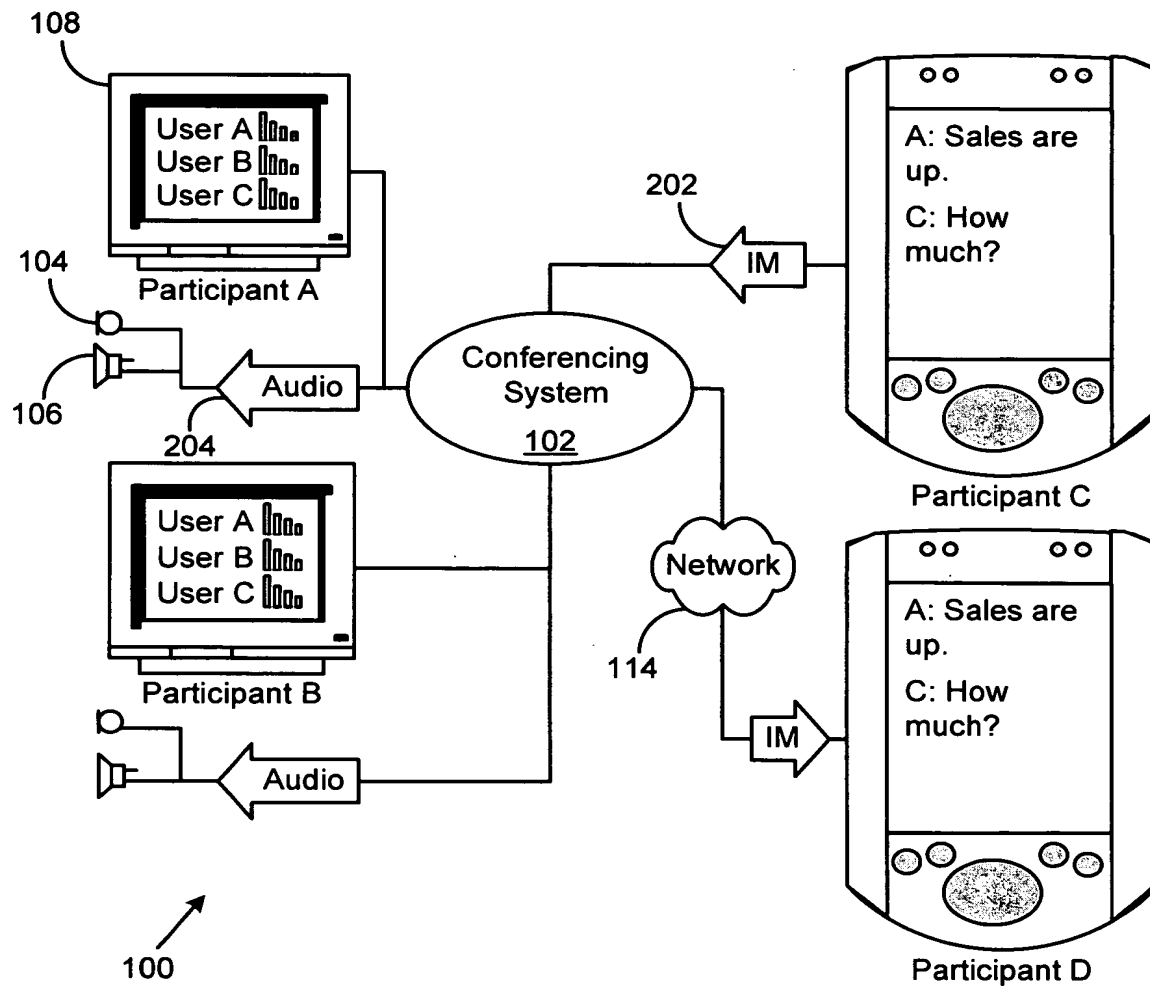 108
User A
User B
User C
Participant A
104
106
Audio
204
Conferencing
System
102
202
IM
A: Sales are
up.
C: How
much?
Participant C
User A
User B
User C
Participant B
Audio
Network
114
IM
A: Sales are
up.
C: How
much?
Participant D
100